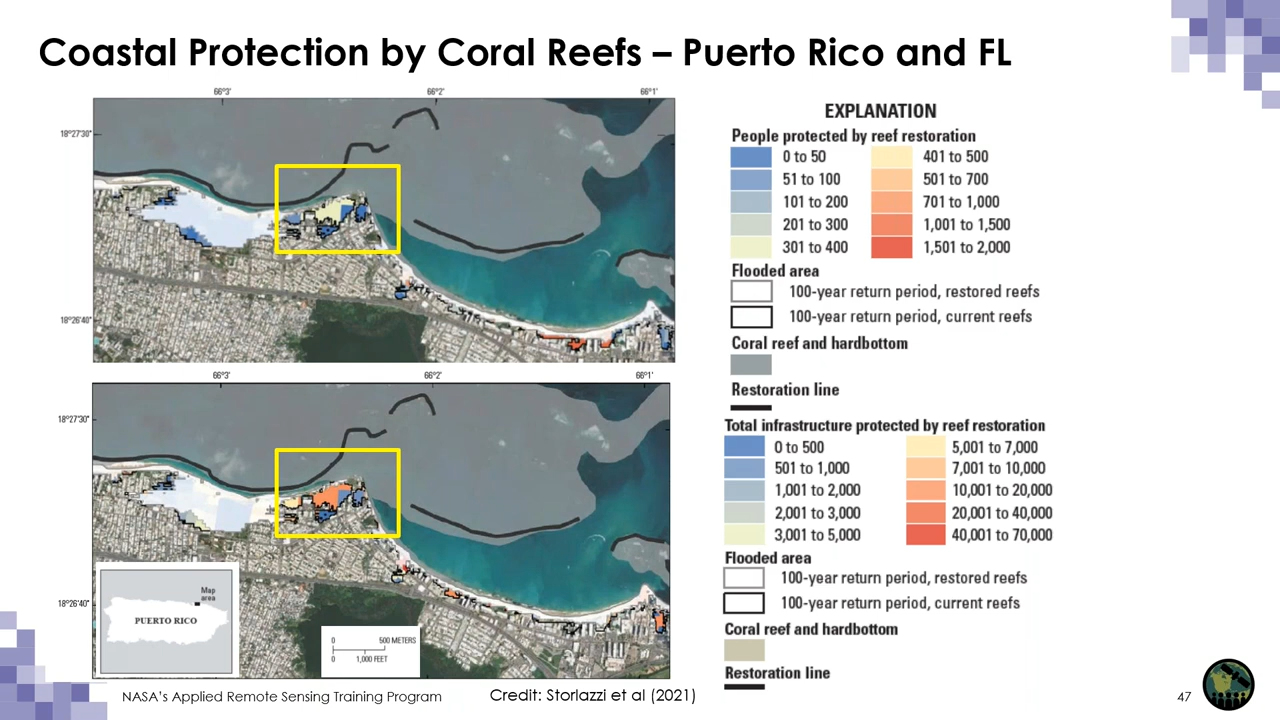 Coastal Protection by Coral Reefs – Puerto Rico and FL
66°3'
66°2'
66°1'
18°27'30"
18°26'40"
66°3'
66°2'
66°1'
18°27'30"
18°26'40"
Map
area
PUERTO RICO
0 500 METERS
0 1,000 FEET
EXPLANATION
People protected by reef restoration
0 to 50
51 to 100
101 to 200
201 to 300
301 to 400
401 to 500
501 to 700
701 to 1,000
1,001 to 1,500
1,501 to 2,000
Flooded area
100-year return period, restored reefs
100-year return period, current reefs
Coral reef and hardbottom
Restoration line
Total infrastructure protected by reef restoration
0 to 500
501 to 1,000
1,001 to 2,000
2,001 to 3,000
3,001 to 5,000
5,001 to 7,000
7,001 to 10,000
10,001 to 20,000
20,001 to 40,000
40,001 to 70,000
Flooded area
100-year return period, restored reefs
100-year return period, current reefs
Coral reef and hardbottom
Restoration line
NASA's Applied Remote Sensing Training Program
Credit: Storlazzi et al (2021)
47